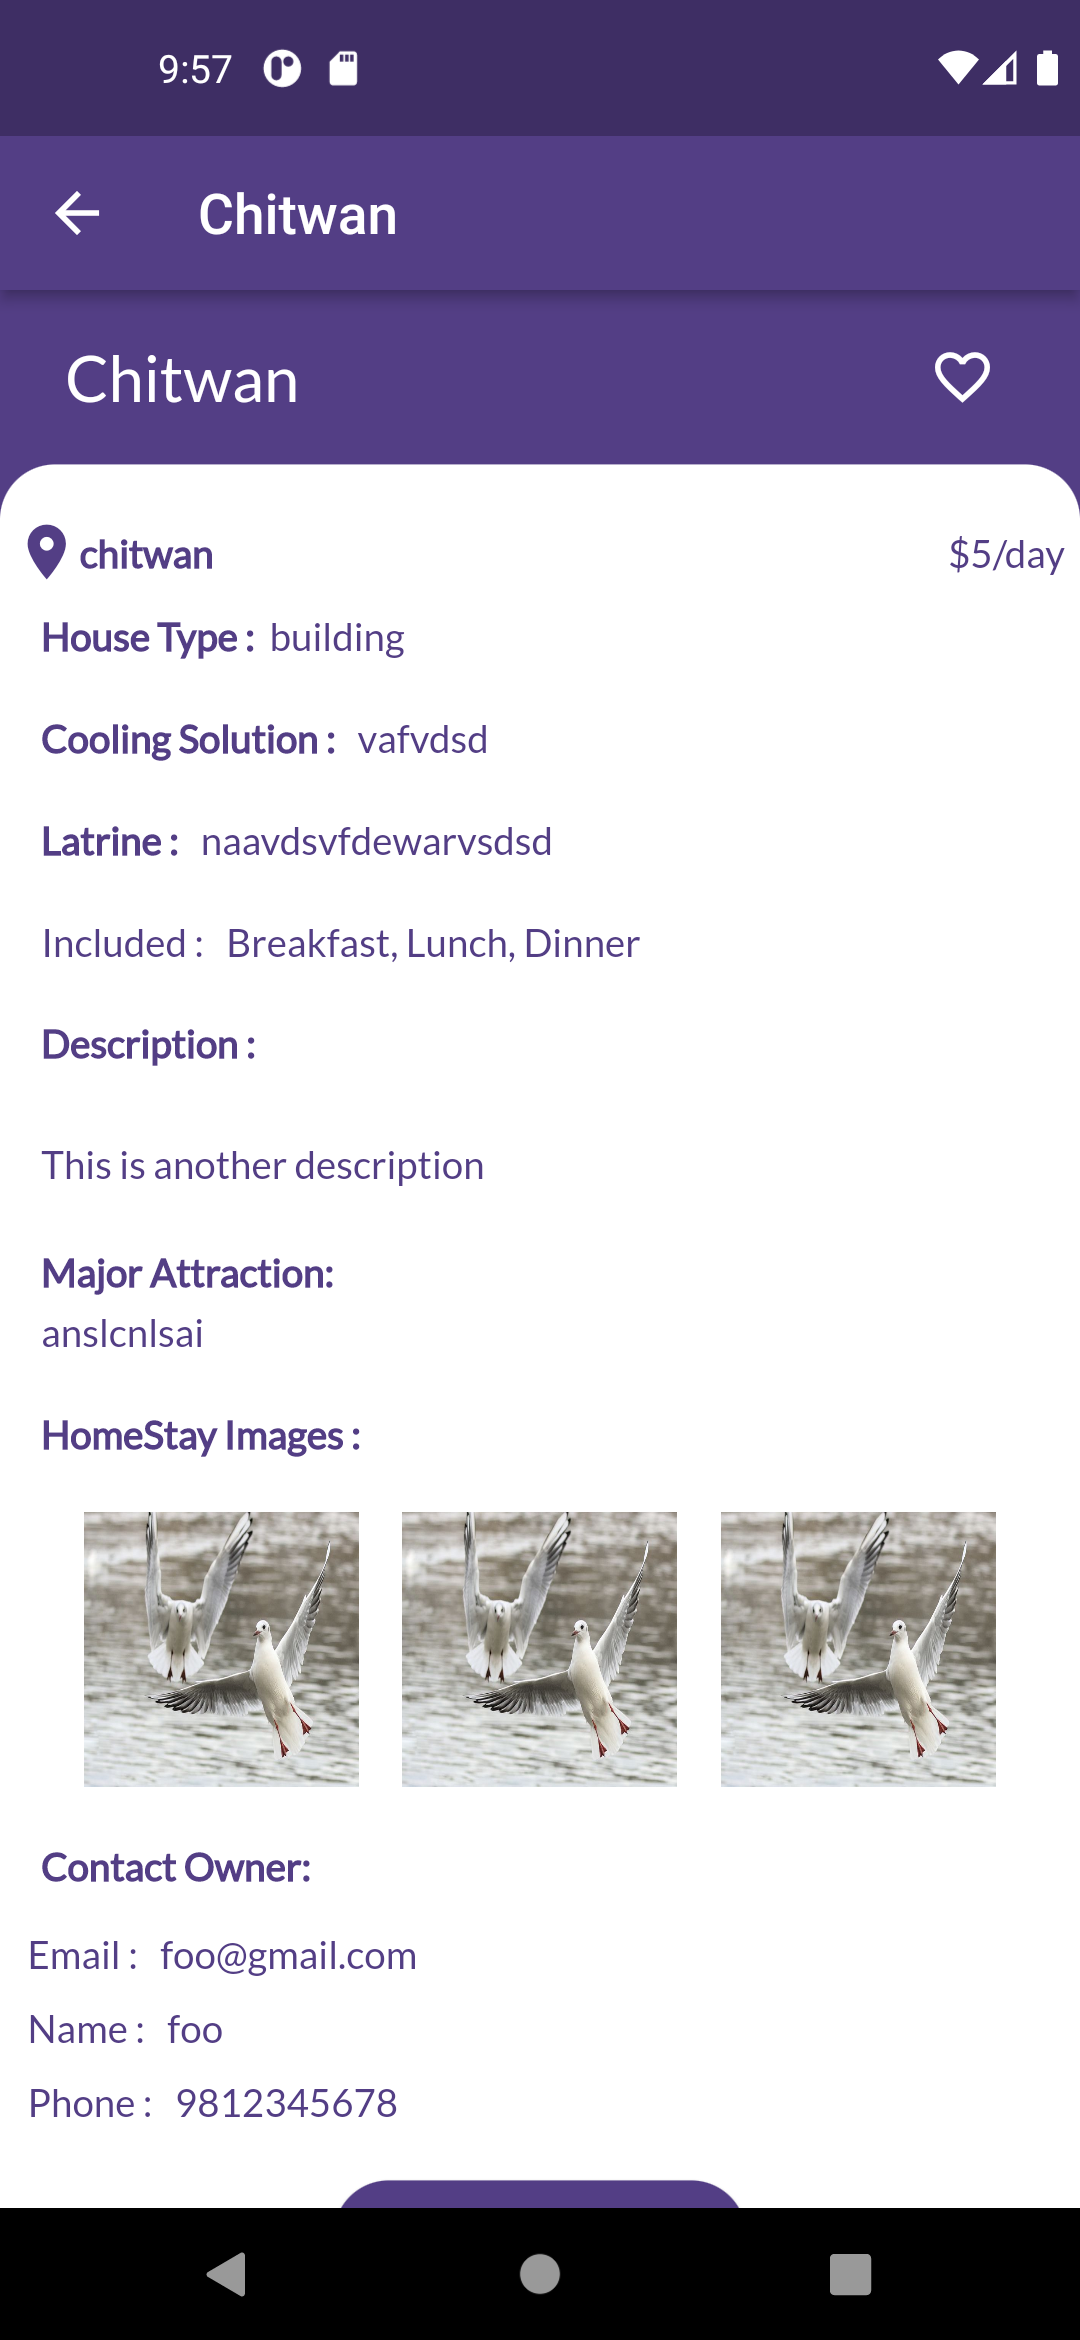 9:57
Chitwan
Chitwan
chitwan $5/day
House Type : building
Cooling Solution : vafvdsd
Latrine : naavdsvfdewarvsdsd
Included : Breakfast, Lunch, Dinner
Description :
This is another description
Major Attraction:
anslcnlsai
HomeStay Images :
Contact Owner:
Email : foo@gmail.com
Name : foo
Phone : 9812345678